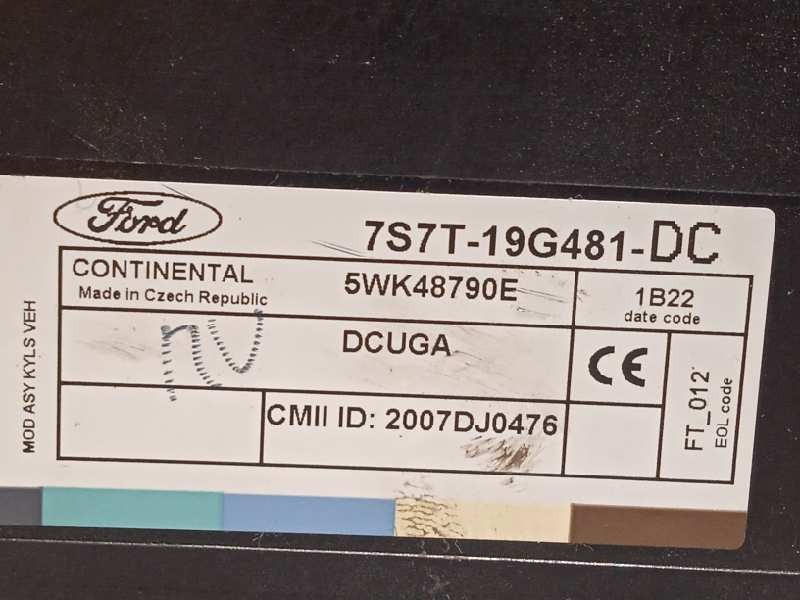 Ford
7S7T-19G481-DC
CONTINENTAL
Made in Czech Republic
5WK48790E
1B22
date code
DCUGA
CE
FT_012
EOL code
CMII ID: 2007DJ0476
MOD ASY KYLS VEH